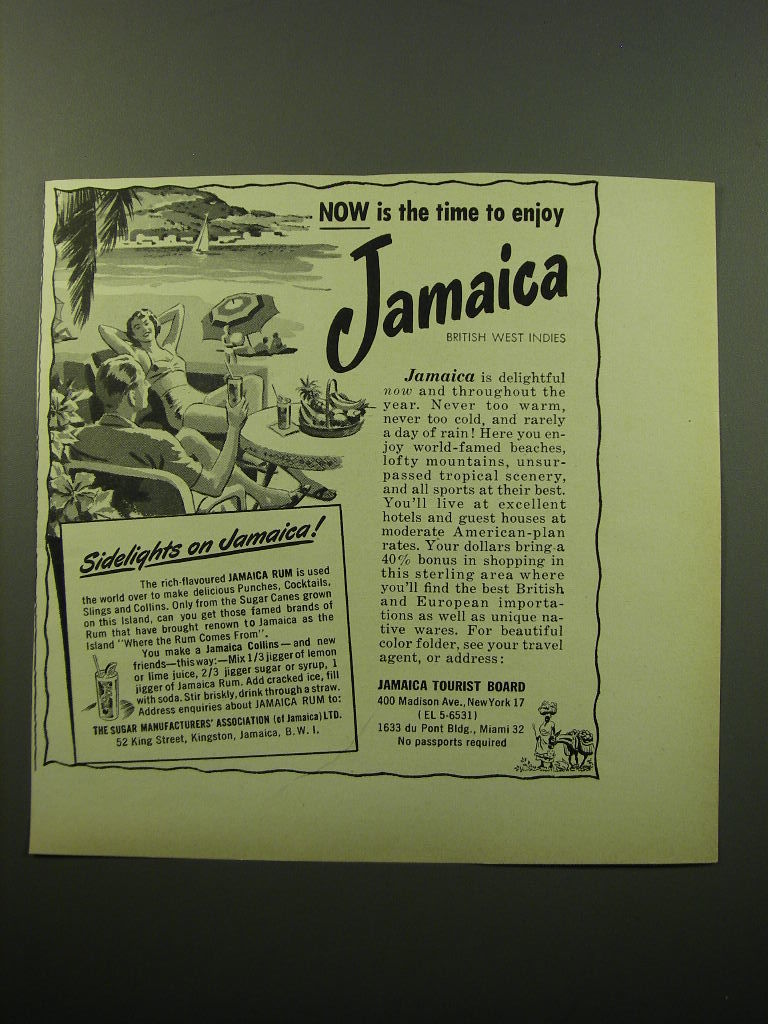 NOW is the time to enjoy
Jamaica
BRITISH WEST INDIES
Jamaica is delightful
now and throughout the
year. Never too warm,
never too cold, and rarely
a day of rain! Here you en-
joy world-famed beaches,
lofty mountains, unsur-
passed tropical scenery,
and all sports at their best.
You'll live at excellent
hotels and guest houses at
moderate American-plan
rates. Your dollars bring a
40% bonus in shopping in
this sterling area where
you'll find the best British
and European importa-
tions as well as unique na-
tive wares. For beautiful
color folder, see your travel
agent, or address:
JAMAICA TOURIST BOARD
400 Madison Ave., New York 17
(EL 5-6531)
1633 du Pont Bldg., Miami 32
No passports required
Sidelights on Jamaica!
The rich-flavoured JAMAICA RUM is used
the world over to make delicious Punches, Cocktails,
Slings and Collins. Only from the Sugar Canes grown
on this Island, can you get those famed brands of
Rum that have brought renown to Jamaica as the
Island "Where the Rum Comes From".
You make a Jamaica Collins—and new
friends—this way:—Mix 1/3 jigger of lemon
or lime juice, 2/3 jigger sugar or syrup, 1
jigger of Jamaica Rum. Add cracked ice, fill
with soda. Stir briskly, drink through a straw.
Address enquiries about JAMAICA RUM to:
THE SUGAR MANUFACTURERS' ASSOCIATION (of Jamaica) LTD.
52 King Street, Kingston, Jamaica, B.W.I.